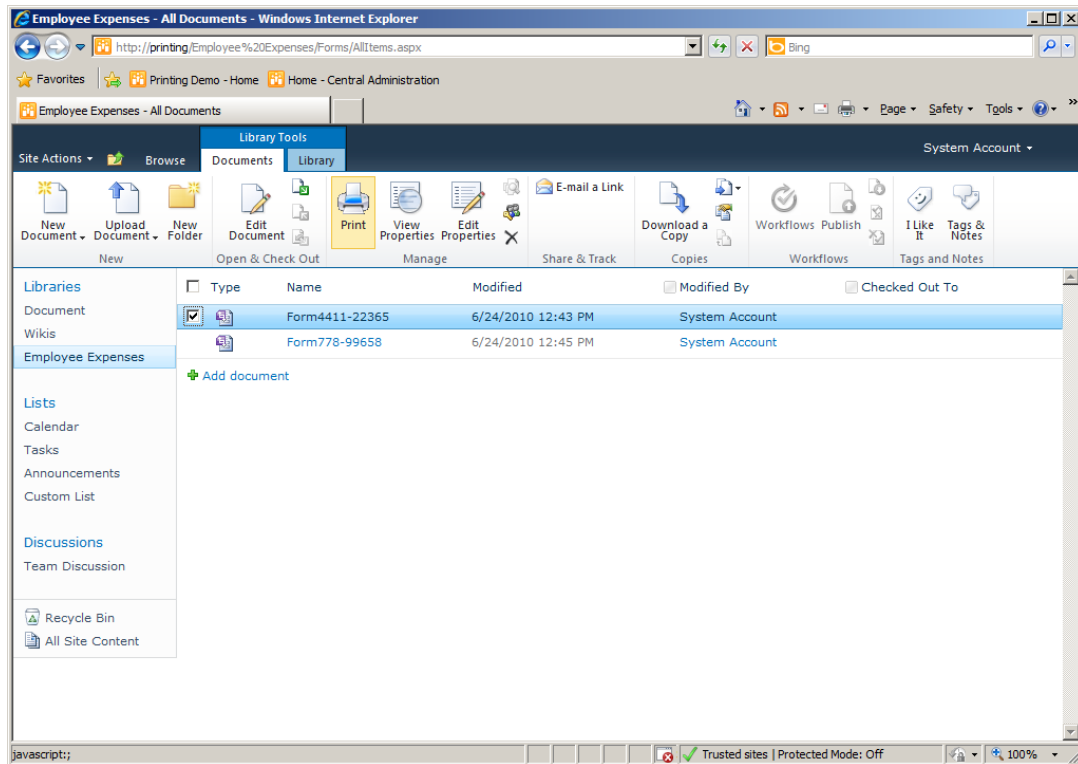 Employee Expenses - All Documents - Windows Internet Explorer
http://printing/Employee%20Expenses/Forms/AllItems.aspx
Bing
Favorites
Printing Demo - Home
Home - Central Administration
Employee Expenses - All Documents
Page
Safety
Tools
»
Library Tools
System Account
Site Actions
Browse
Documents
Library
New Document
Upload Document
New Folder
Edit Document
Print
View Properties
Edit Properties
E-mail a Link
Download a Copy
Workflows
Publish
I Like It
Tags & Notes
New
Open & Check Out
Manage
Share & Track
Copies
Workflows
Tags and Notes
Libraries
Document
Wikis
Employee Expenses
Lists
Calendar
Tasks
Announcements
Custom List
Discussions
Team Discussion
Recycle Bin
All Site Content
Type Name Modified Modified By Checked Out To
Form4411-22365 6/24/2010 12:43 PM System Account
Form778-99658 6/24/2010 12:45 PM System Account
Add document
javascript:;
Trusted sites | Protected Mode: Off
100%